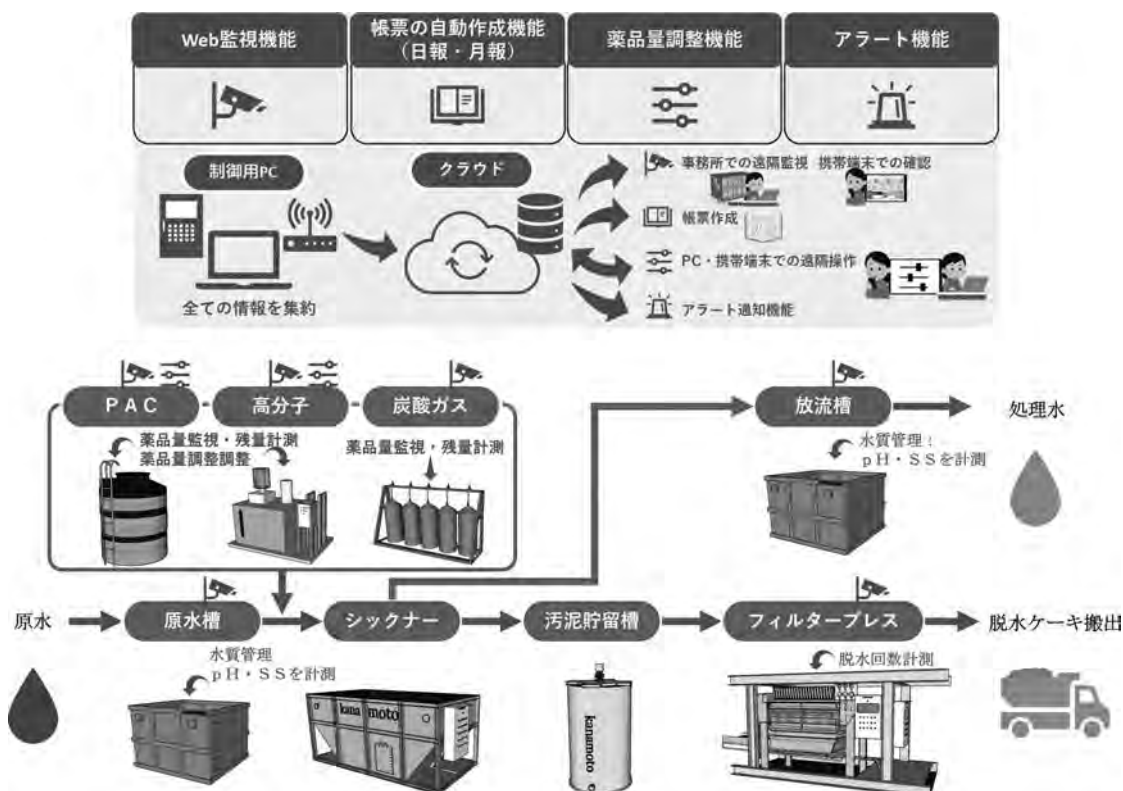 Web監視機能
帳票の自動作成機能
（日報・月報）
薬品量調整機能
アラート機能
制御用PC
全ての情報を集約
クラウド
事務所での遠隔監視
携帯端末での確認
帳票作成
PC・携帯端末での遠隔操作
アラート通知機能
PAC
高分子
炭酸ガス
薬品量監視・残量計測
薬品量調整調整
薬品量監視・残量計測
放流槽
処理水
水質管理：
pH・SSを計測
原水
原水槽
シックナー
汚泥貯留槽
フィルタープレス
脱水ケーキ搬出
水質管理
pH・SSを計測
脱水回数計測
kanamoto
kanamoto